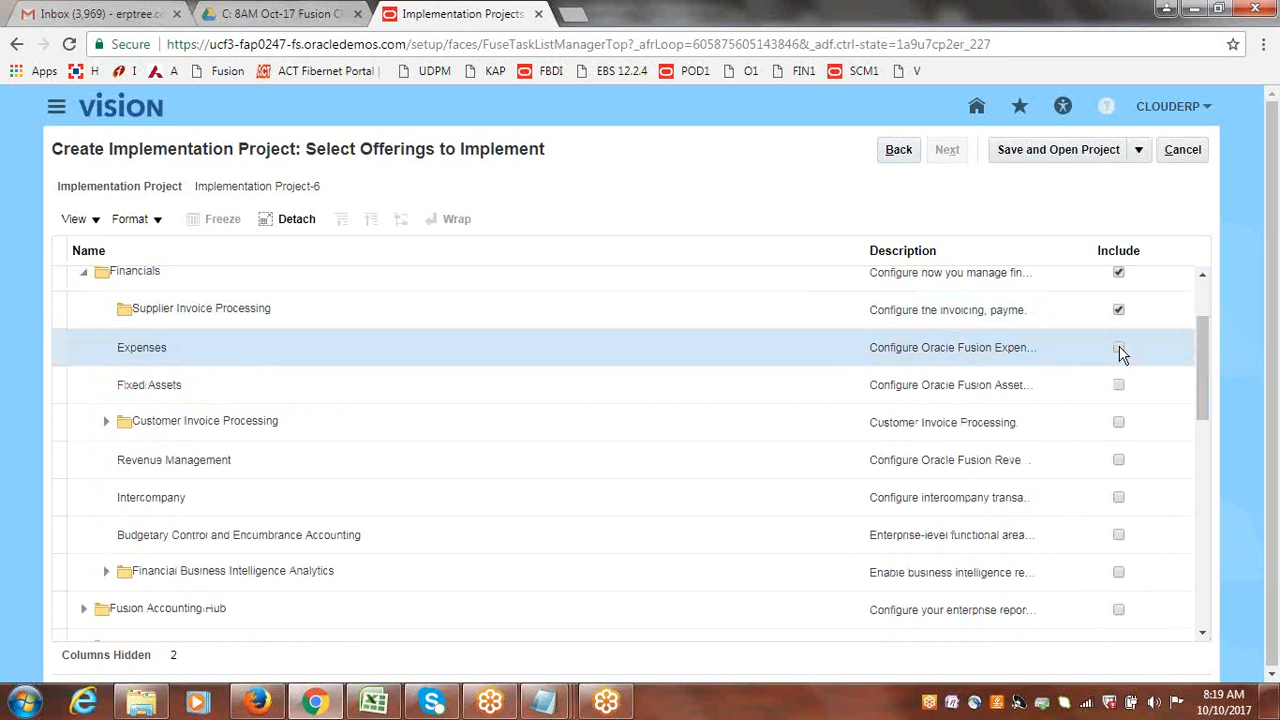 Inbox (3,969) - erptree.co
C: 8AM Oct-17 Fusion C
Implementation Projects
Secure https://ucf3-fap0247-fs.oracledemos.com/setup/faces/FuseTaskListManagerTop?_afrLoop=6058756051438468&_adf.ctrl-state=1a9u7cp2er_227
Apps H I A Fusion ACT Fibernet Portal UDPM KAP FBDI EBS 12.2.4 POD1 O1 FIN1 SCM1 V
VISION CLOUDERP
Create Implementation Project: Select Offerings to Implement Back Next Save and Open Project Cancel
Implementation Project Implementation Project-6
View Format Freeze Detach Wrap
Name Description Include
Financials Configure how you manage fin...
Supplier Invoice Processing Configure the invoicing, payme.
Expenses Configure Oracle Fusion Expen...
Fixed Assets Configure Oracle Fusion Asset...
Customer Invoice Processing Customer Invoice Processing.
Revenue Management Configure Oracle Fusion Reve...
Intercompany Configure intercompany transa..
Budgetary Control and Encumbrance Accounting Enterprise-level functional area...
Financial Business Intelligence Analytics Enable business intelligence re...
Fusion Accounting Hub Configure your enterprise repor...
Columns Hidden 2
8:19 AM
10/10/2017